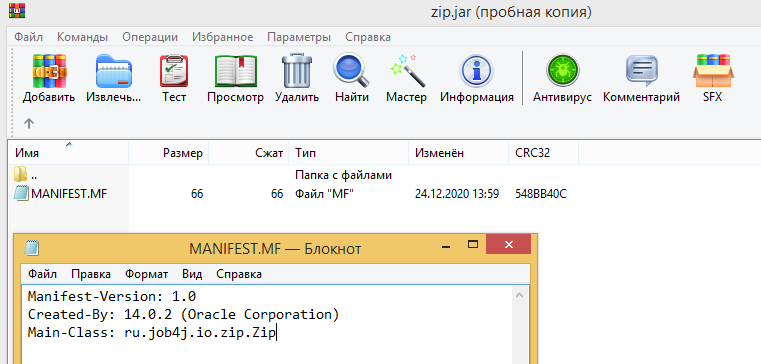 zip.jar (пробная копия)
Файл Команды Операции Избранное Параметры Справка
Добавить Извлечь... Тест Просмотр Удалить Найти Мастер Информация Антивирус Комментарий SFX
Имя Размер Сжат Тип Изменён CRC32
.. Папка с файлами
MANIFEST.MF 66 66 Файл "MF" 24.12.2020 13:59 548BB40C
MANIFEST.MF — Блокнот
Файл Правка Формат Вид Справка
Manifest-Version: 1.0
Created-By: 14.0.2 (Oracle Corporation)
Main-Class: ru.job4j.io.zip.Zip